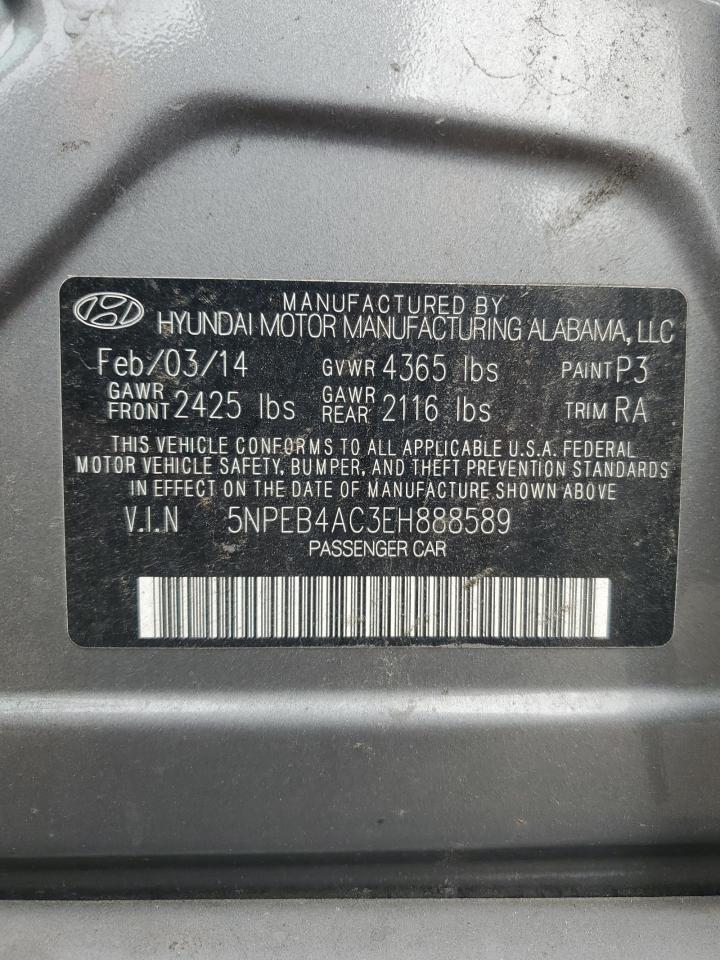 MANUFACTURED BY
HYUNDAI MOTOR MANUFACTURING ALABAMA, LLC
Feb/03/14 GVWR 4365 lbs PAINT P3
GAWR FRONT 2425 lbs GAWR REAR 2116 lbs TRIM RA
THIS VEHICLE CONFORMS TO ALL APPLICABLE U.S.A. FEDERAL
MOTOR VEHICLE SAFETY, BUMPER, AND THEFT PREVENTION STANDARDS
IN EFFECT ON THE DATE OF MANUFACTURE SHOWN ABOVE.
V.I.N 5NPEB4AC3EH888589
PASSENGER CAR